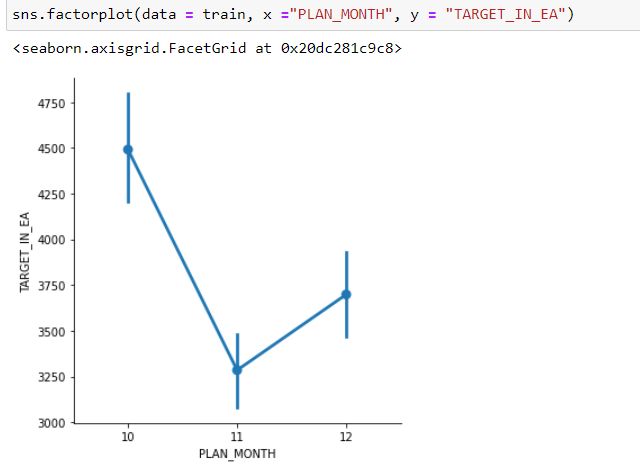 sns.factorplot(data = train, x ="PLAN_MONTH", y = "TARGET_IN_EA")
<seaborn.axisgrid.FacetGrid at 0x20dc281c9c8>
4750
4500
4250
4000
3750
3500
3250
3000
TARGET_IN_EA
10 11 12
PLAN_MONTH